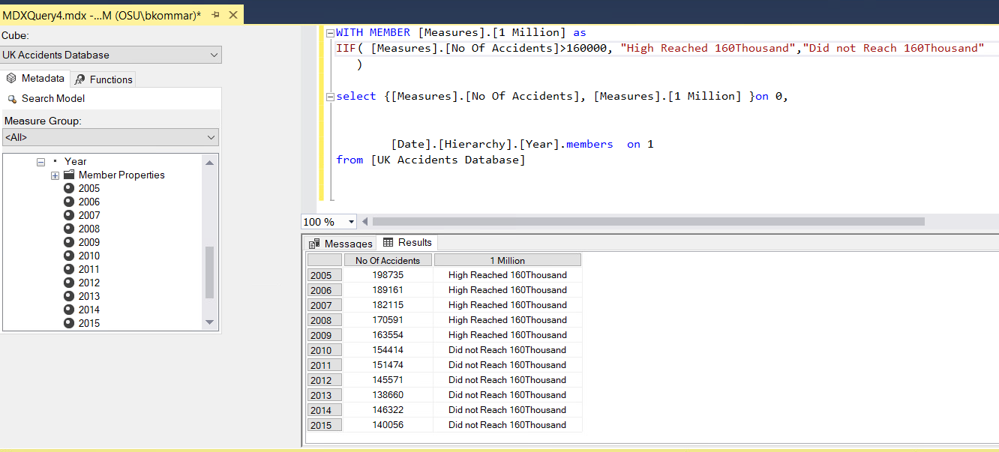 MDXQuery4.mdx -...M (OSU\bkommar)*
Cube:
UK Accidents Database
Metadata
Functions
Search Model
Measure Group:
<All>
Year
Member Properties
2005
2006
2007
2008
2009
2010
2011
2012
2013
2014
2015
WITH MEMBER [Measures].[1 Million] as
IIF( [Measures].[No Of Accidents]>160000, "High Reached 160Thousand","Did not Reach 160Thousand"
)
select {[Measures].[No Of Accidents], [Measures].[1 Million] }on 0,
[Date].[Hierarchy].[Year].members on 1
from [UK Accidents Database]
100 %
Messages Results
No Of Accidents 1 Million
2005 198735 High Reached 160Thousand
2006 189161 High Reached 160Thousand
2007 182115 High Reached 160Thousand
2008 170591 High Reached 160Thousand
2009 163554 High Reached 160Thousand
2010 154414 Did not Reach 160Thousand
2011 151474 Did not Reach 160Thousand
2012 145571 Did not Reach 160Thousand
2013 138660 Did not Reach 160Thousand
2014 146322 Did not Reach 160Thousand
2015 140056 Did not Reach 160Thousand